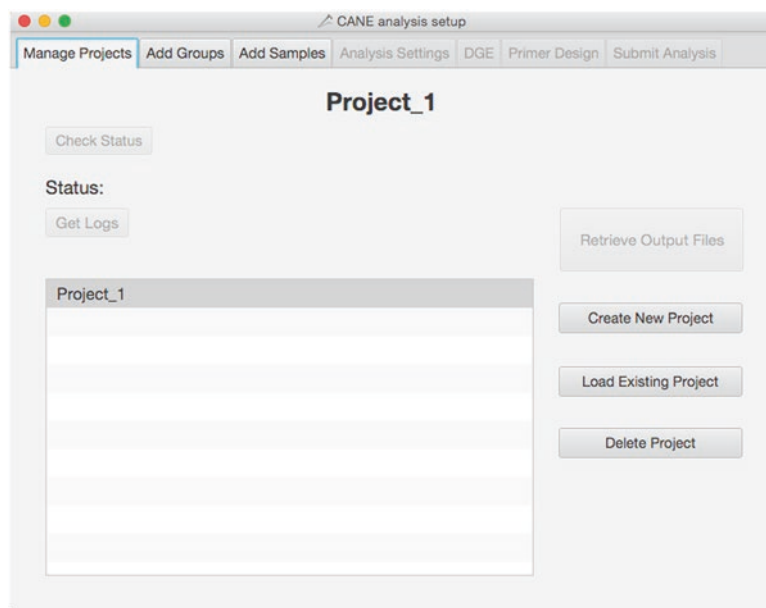 CANE analysis setup
Manage Projects Add Groups Add Samples Analysis Settings DGE Primer Design Submit Analysis
Project_1
Check Status
Status:
Get Logs
Retrieve Output Files
Project_1
Create New Project
Load Existing Project
Delete Project